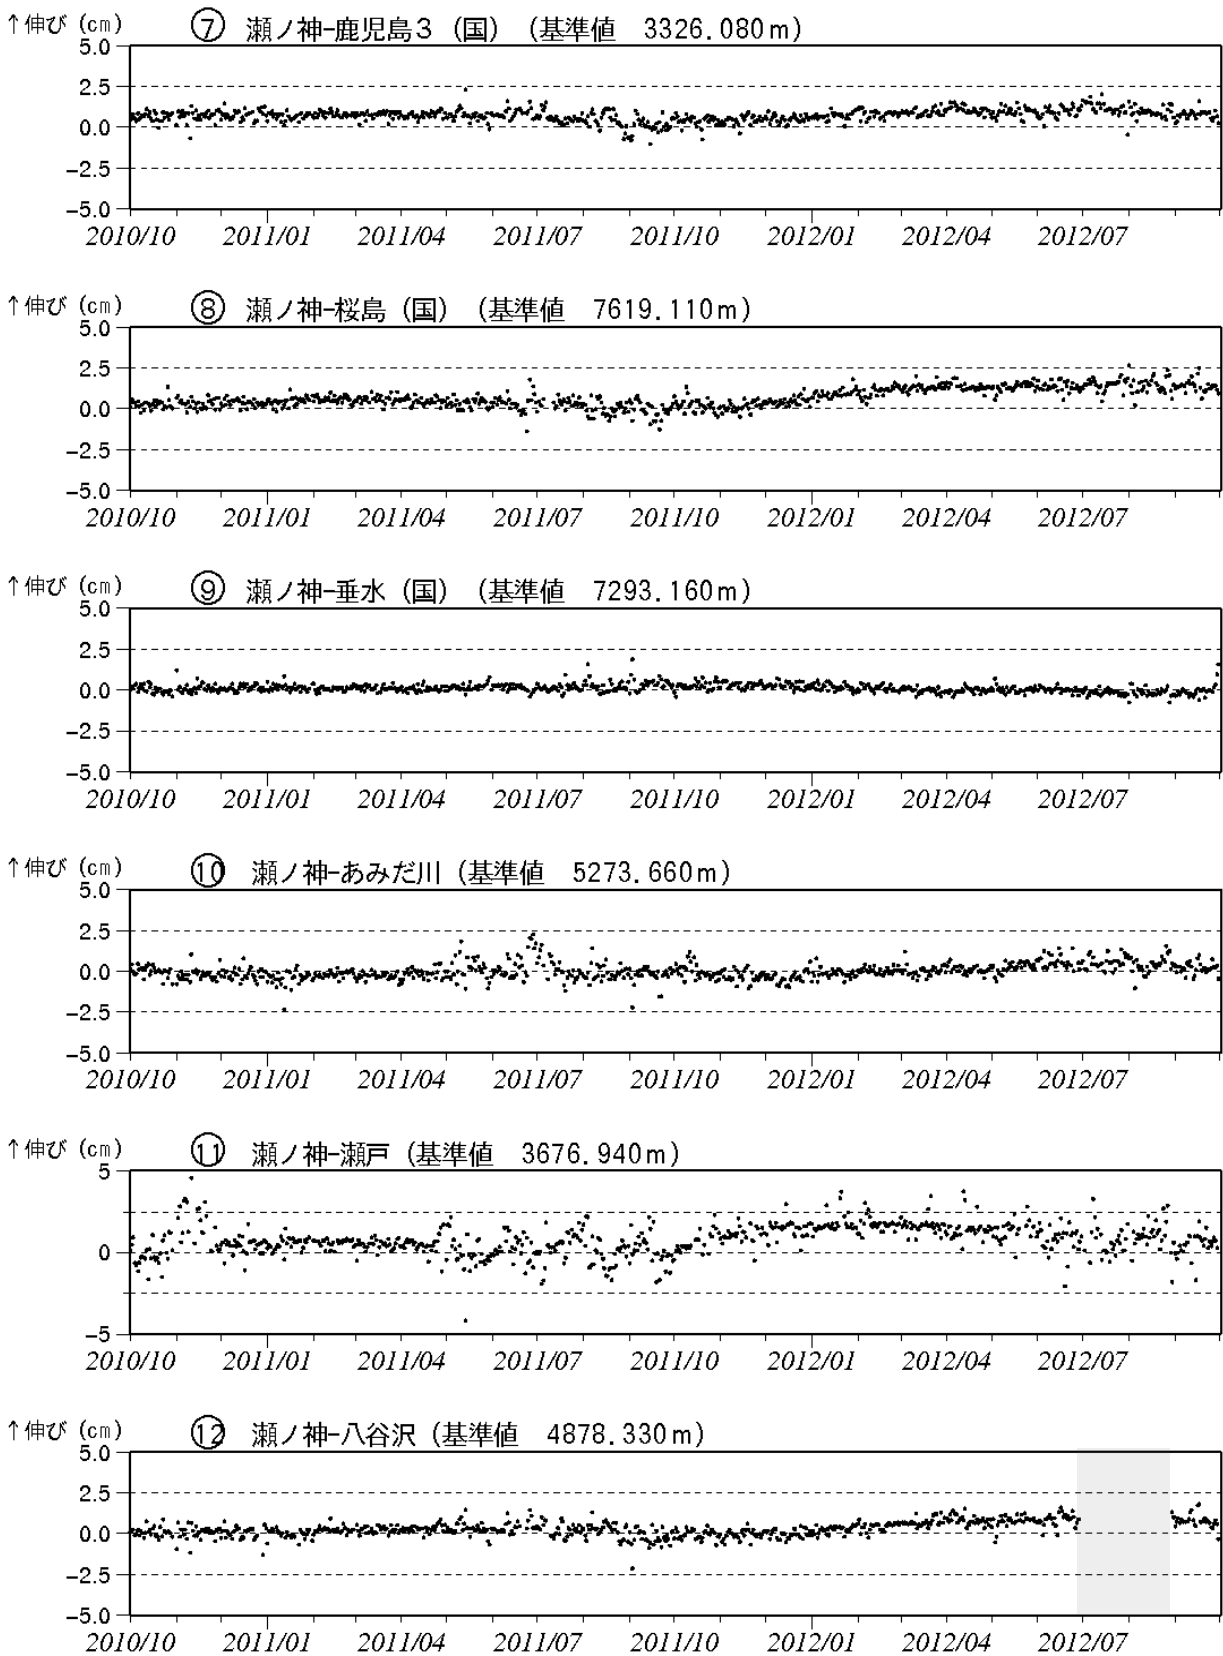 ↑伸び(cm) ⑦ 瀬ノ神−鹿児島3(国)(基準値 3326.080m)
5.0
2.5
0.0
−2.5
−5.0
2010/10 2011/01 2011/04 2011/07 2011/10 2012/01 2012/04 2012/07
↑伸び(cm) ⑧ 瀬ノ神−桜島(国)(基準値 7619.110m)
5.0
2.5
0.0
−2.5
−5.0
2010/10 2011/01 2011/04 2011/07 2011/10 2012/01 2012/04 2012/07
↑伸び(cm) ⑨ 瀬ノ神−垂水(国)(基準値 7293.160m)
5.0
2.5
0.0
−2.5
−5.0
2010/10 2011/01 2011/04 2011/07 2011/10 2012/01 2012/04 2012/07
↑伸び(cm) ⑩ 瀬ノ神−あみだ川(基準値 5273.660m)
5.0
2.5
0.0
−2.5
−5.0
2010/10 2011/01 2011/04 2011/07 2011/10 2012/01 2012/04 2012/07
↑伸び(cm) ⑪ 瀬ノ神−瀬戸(基準値 3676.940m)
5
0
−5
2010/10 2011/01 2011/04 2011/07 2011/10 2012/01 2012/04 2012/07
↑伸び(cm) ⑫ 瀬ノ神−八谷沢(基準値 4878.330m)
5.0
2.5
0.0
−2.5
−5.0
2010/10 2011/01 2011/04 2011/07 2011/10 2012/01 2012/04 2012/07